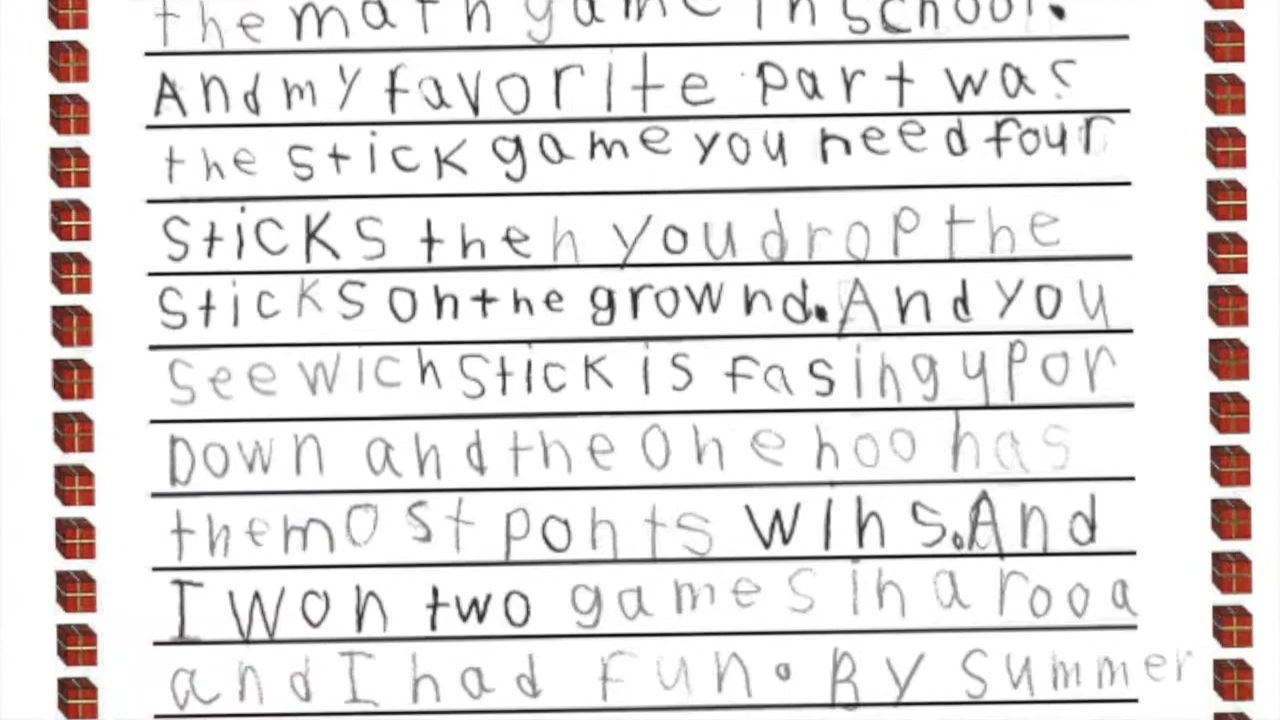 the math game in school.
And my favorite part was
the stick game you need four
sticks then you drop the
sticks on the grownd. And you
see wich stick is fasing yp or
Down and the one hoo has
the most ponts wins. And
I won two games in a rooa
and I had fun. By Summer